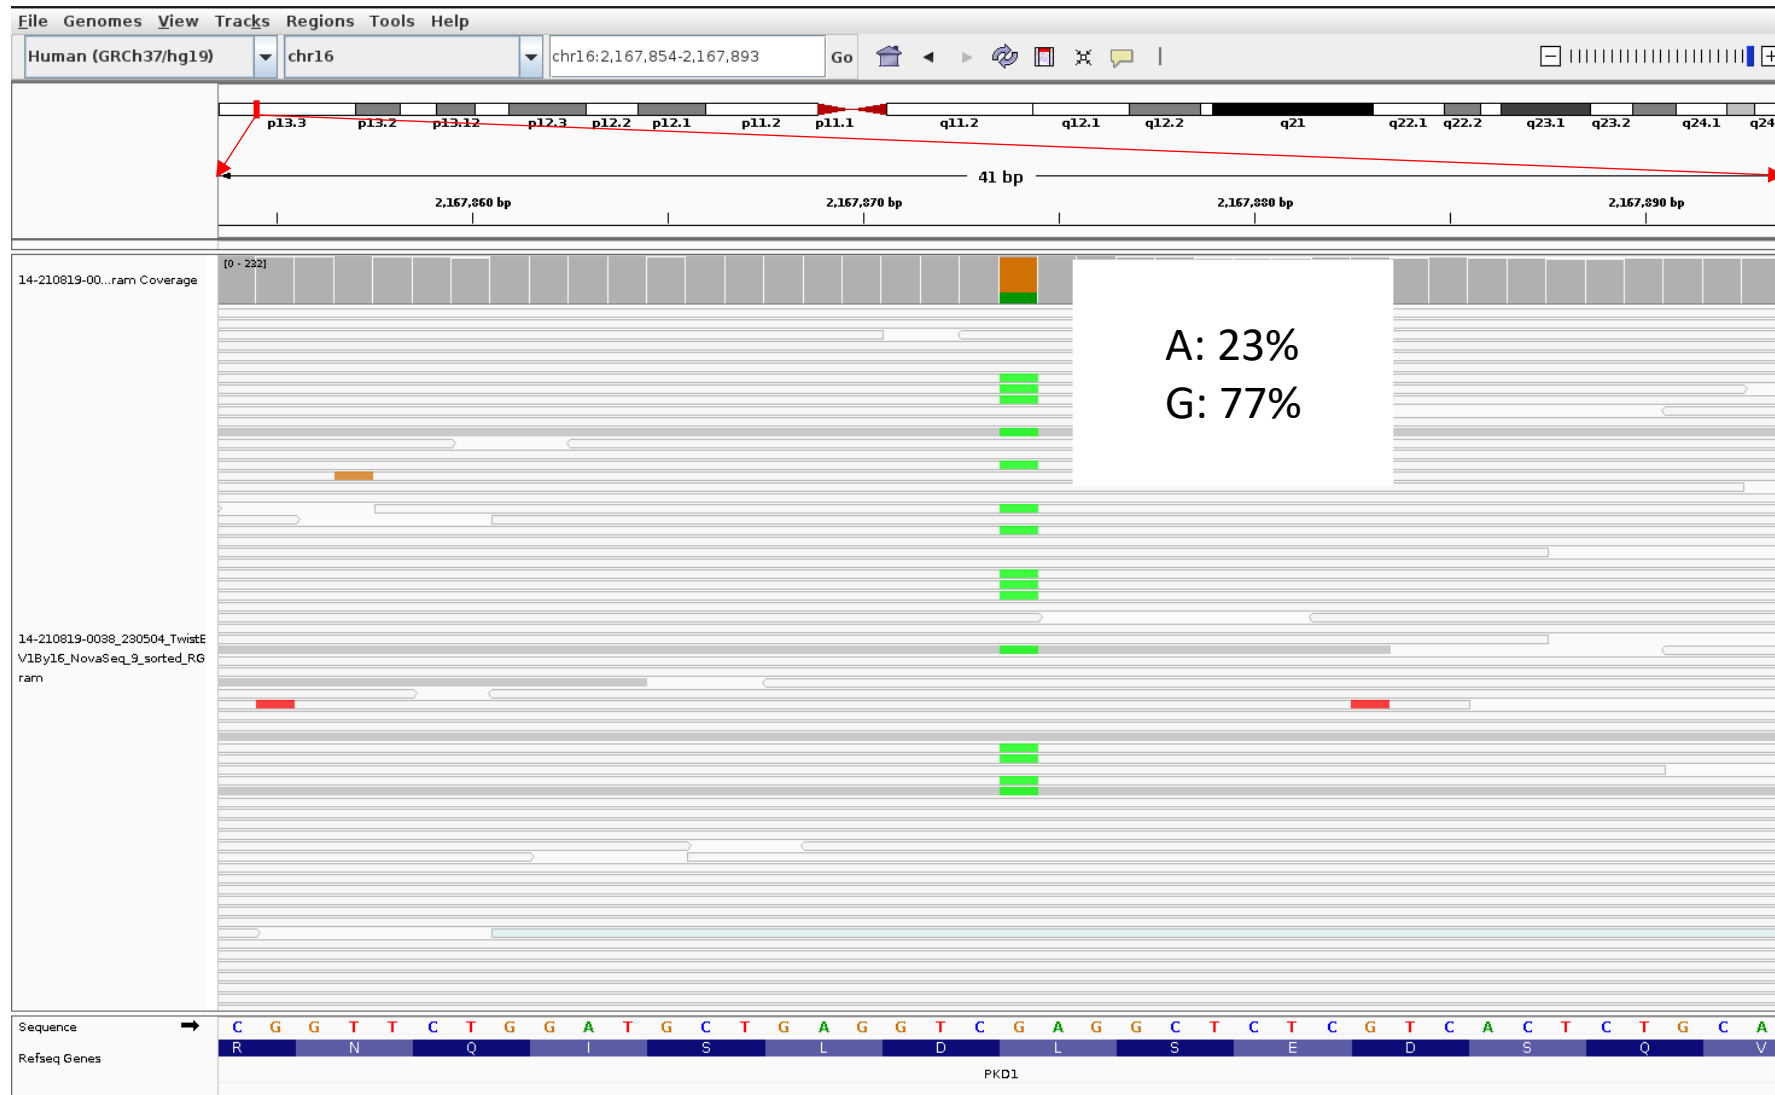 File Genomes View Tracks Regions Tools Help
Human (GRCh37/hg19) chr16 chr16:2,167,854-2,167,893 Go
p13.3 p13.2 p13.12 p12.3 p12.2 p12.1 p11.2 p11.1 q11.2 q12.1 q12.2 q21 q22.1 q22.2 q23.1 q23.2 q24.1 q24
41 bp
2,167,860 bp 2,167,870 bp 2,167,880 bp 2,167,890 bp
[0 - 232]
14-210819-00...ram Coverage
A: 23%
G: 77%
14-210819-0038_230504_TwistE
V1By16_NovaSeq_9_sorted_RG
ram
Sequence C G G T T C T G G A T G C T G A G G T C G A G G C T C T C G T C A C T C T G C A
Refseq Genes R N Q I S L D L S E D S Q V
PKD1